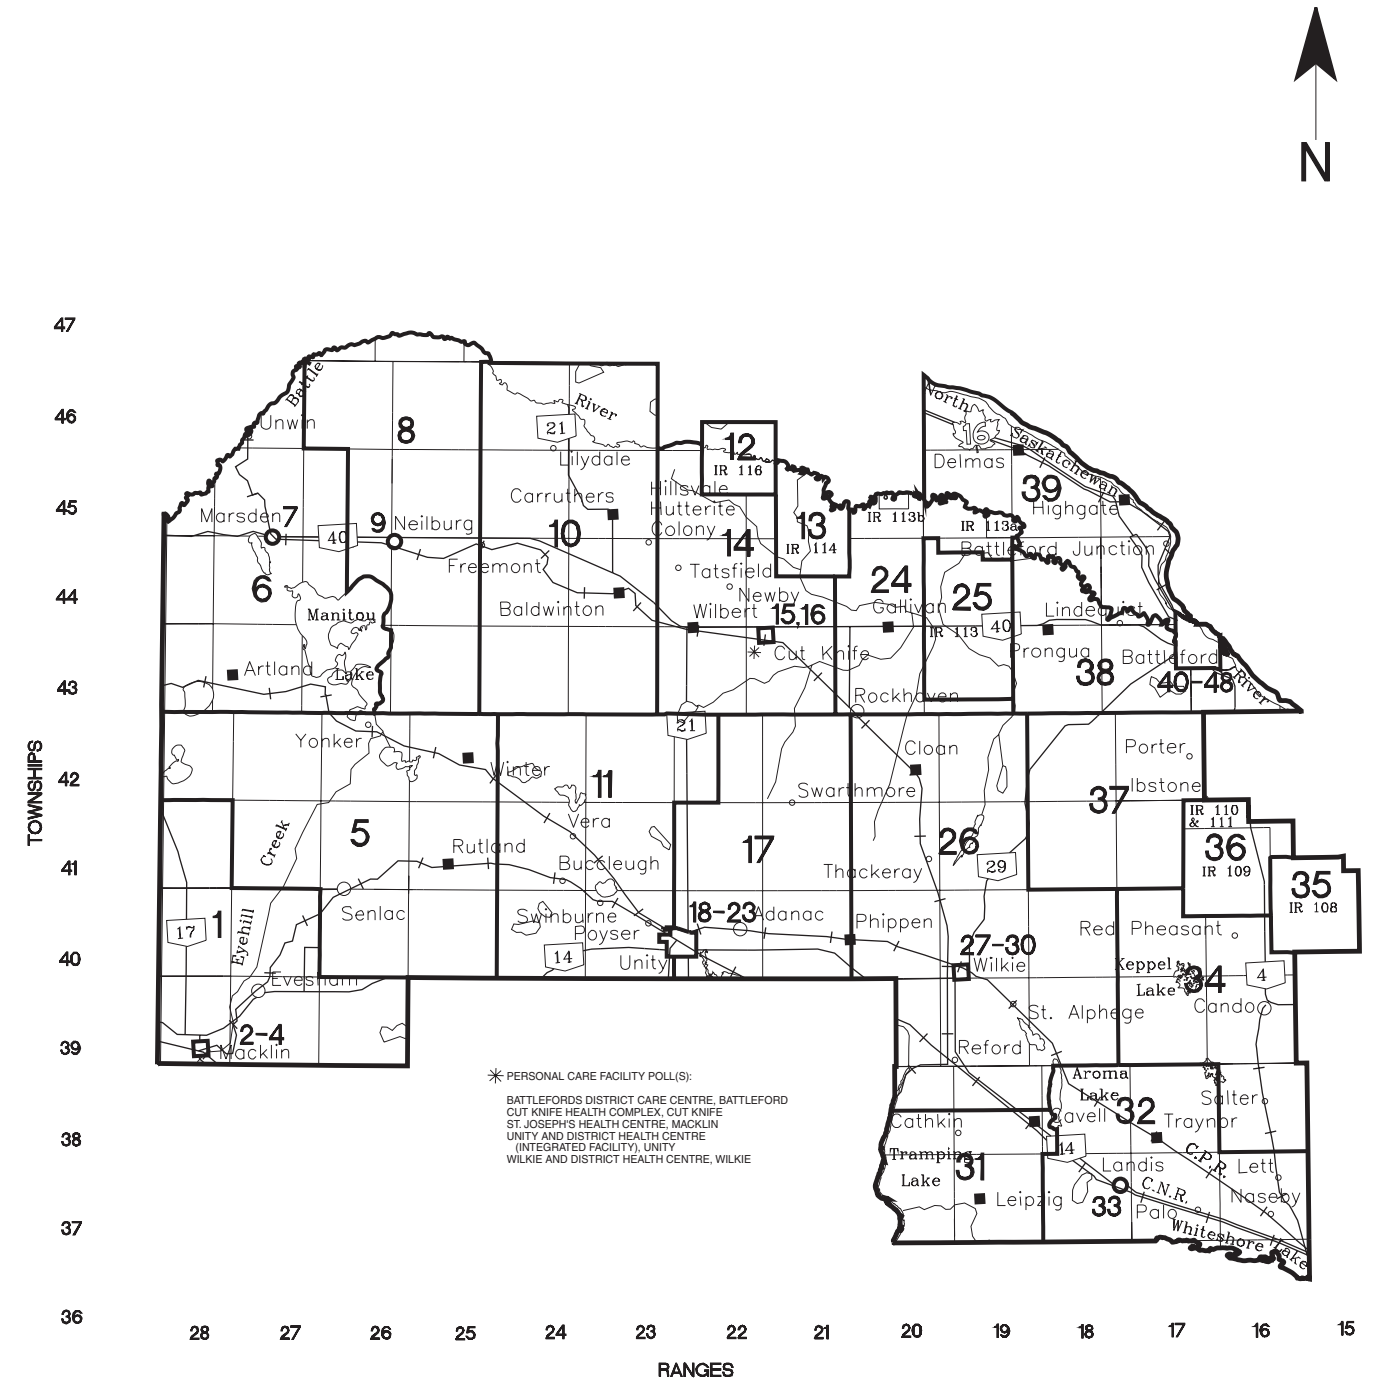 N
47
46
45
44
43
42
41
40
39
38
37
36
TOWNSHIPS
28
27
26
25
24
23
22
21
20
19
18
17
16
15
RANGES
Battle
River
Unwin
8
21
Lilydale
12
IR 116
North
16
Saskatchewan
Delmas
39
Highgate
Carruthers
Hillsvale
Hutterite
Colony
Marsden
7
40
9
Neilburg
10
14
13
IR 114
IR 113b
IR 113a
Battleford Junction
Freemont
Tatsfield
Newby
6
Baldwinton
Wilbert
15,16
24
Gallivan
25
IR 113
40
Lindequist
Manitou
Lake
Cut Knife
Prongua
Battleford
38
40-48
River
Artland
Rockhaven
21
Yonker
Winter
11
Cloan
Porter
Ibstone
Swarthmore
37
IR 110
& 111
36
IR 109
35
IR 108
5
Creek
Vera
Rutland
Buccleugh
17
26
29
Thackeray
1
17
Eyehill
Senlac
Swinburne
Poyser
18-23
Adanac
Phippen
Red Pheasant
14
Unity
27-30
Wilkie
Keppel
Lake
34
4
Cando
Evesham
St. Alphege
2-4
Macklin
Reford
PERSONAL CARE FACILITY POLL(S):
BATTLEFORDS DISTRICT CARE CENTRE, BATTLEFORD
CUT KNIFE HEALTH COMPLEX, CUT KNIFE
ST. JOSEPH'S HEALTH CENTRE, MACKLIN
UNITY AND DISTRICT HEALTH CENTRE
(INTEGRATED FACILITY), UNITY
WILKIE AND DISTRICT HEALTH CENTRE, WILKIE
Aroma
Lake
Cavell
32
Salter
Traynor
Cathkin
14
C.P.R.
Tramping
Lake
31
Landis
Lett
Leipzig
33
C.N.R.
Palo
Naseby
Whiteshore Lake